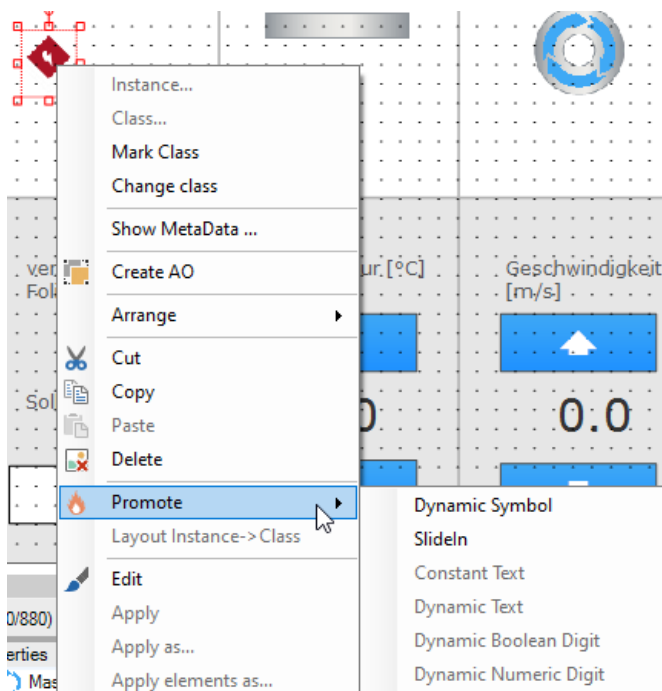 Instance...
Class...
Mark Class
Change class
Show MetaData ...
Create AO
Arrange
Cut
Copy
Paste
Delete
Promote
Layout Instance->Class
Edit
Apply
Apply as...
Apply elements as...
Dynamic Symbol
SlideIn
Constant Text
Dynamic Text
Dynamic Boolean Digit
Dynamic Numeric Digit
ver
Fol
ur [°C]
Geschwindigkeit
[m/s]
Sol
0
0.0
0/880)
erties
Mas